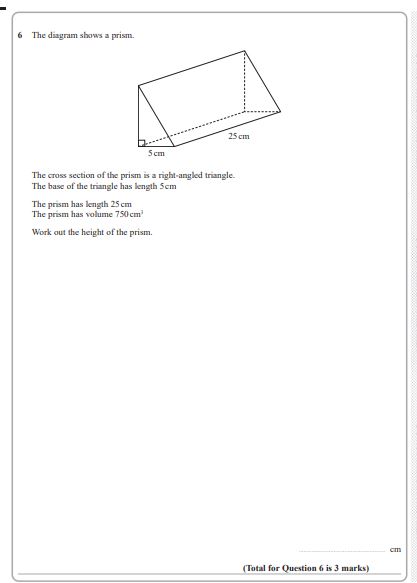 6 The diagram shows a prism.
25 cm
5 cm
The cross section of the prism is a right-angled triangle.
The base of the triangle has length 5 cm
The prism has length 25 cm
The prism has volume 750 cm³
Work out the height of the prism.
cm
(Total for Question 6 is 3 marks)